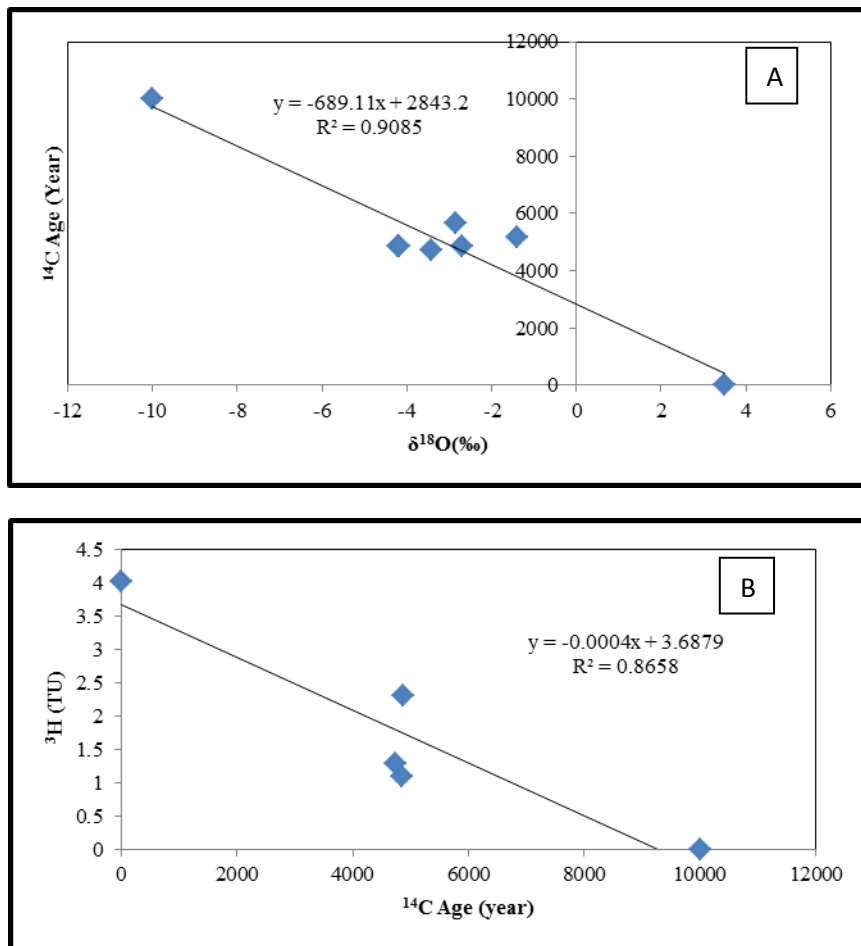 A
y = -689.11x + 2843.2
R² = 0.9085
¹⁴C Age (Year)
12000
10000
8000
6000
4000
2000
0
-12 -10 -8 -6 -4 -2 0 2 4 6
δ¹⁸O(‰)
B
y = -0.0004x + 3.6879
R² = 0.8658
³H (TU)
4.5
4
3.5
3
2.5
2
1.5
1
0.5
0
0 2000 4000 6000 8000 10000 12000
¹⁴C Age (year)